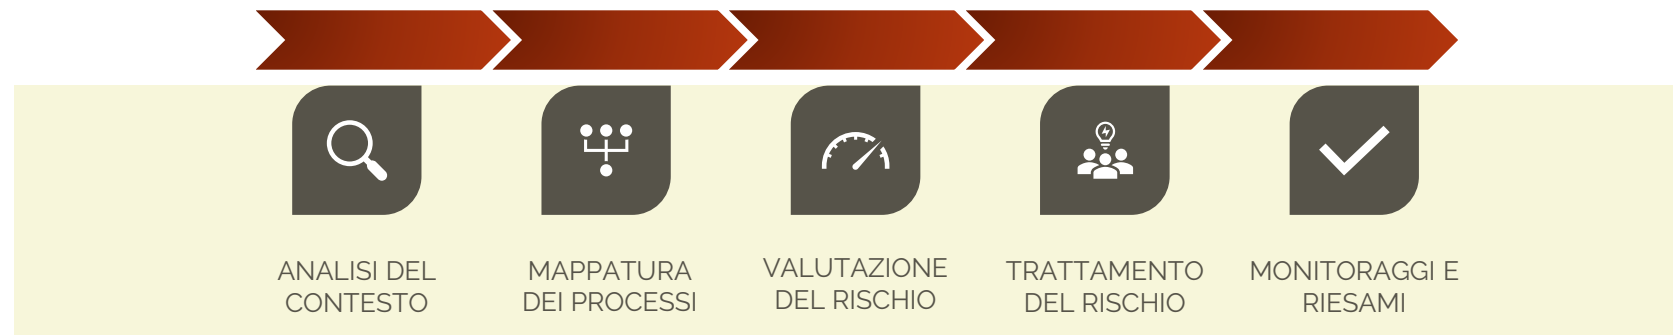 ANALISI DEL
CONTESTO
MAPPATURA
DEI PROCESSI
VALUTAZIONE
DEL RISCHIO
TRATTAMENTO
DEL RISCHIO
MONITORAGGI E
RIESAMI